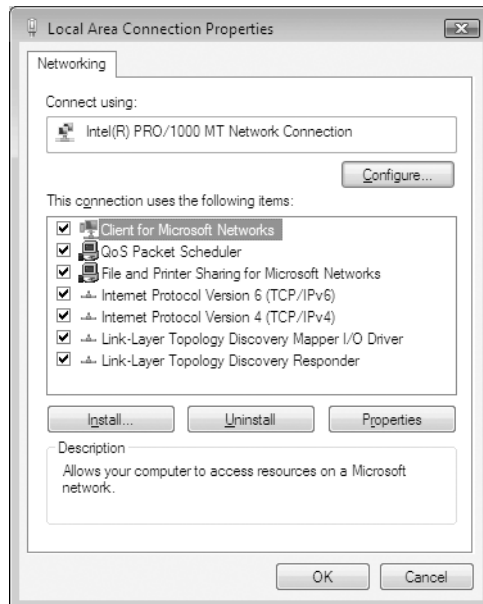 Local Area Connection Properties
Networking
Connect using:
Intel(R) PRO/1000 MT Network Connection
Configure...
This connection uses the following items:
Client for Microsoft Networks
QoS Packet Scheduler
File and Printer Sharing for Microsoft Networks
Internet Protocol Version 6 (TCP/IPv6)
Internet Protocol Version 4 (TCP/IPv4)
Link-Layer Topology Discovery Mapper I/O Driver
Link-Layer Topology Discovery Responder
Install... Uninstall Properties
Description
Allows your computer to access resources on a Microsoft
network.
OK Cancel